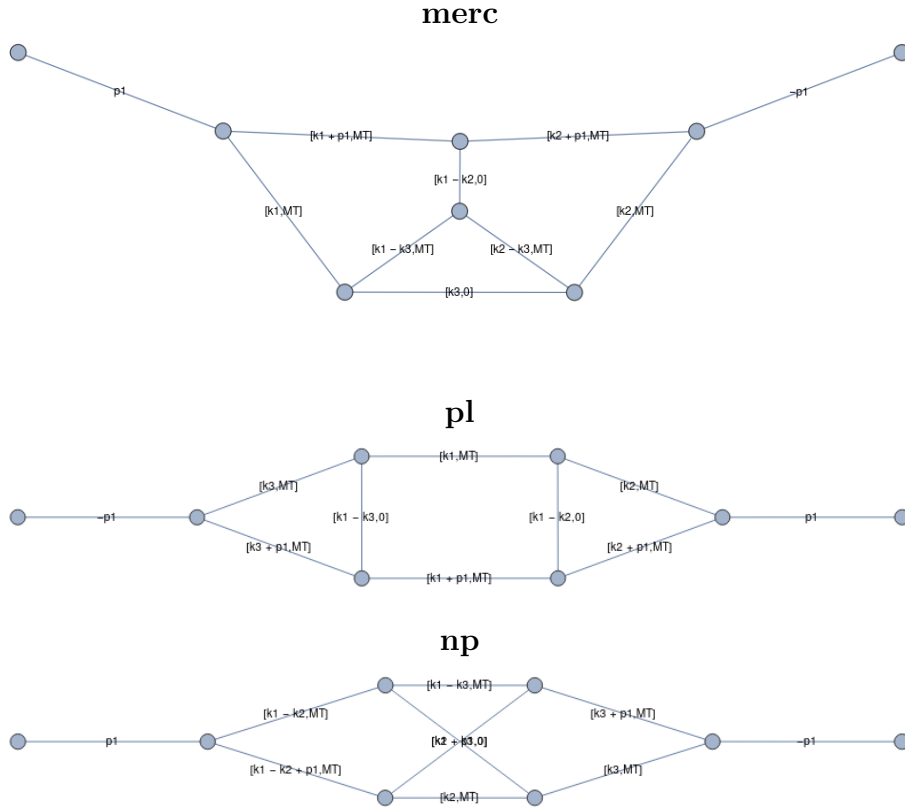 merc
p1
−p1
[k1 + p1,MT]
[k2 + p1,MT]
[k1 − k2,0]
[k1,MT]
[k2,MT]
[k1 − k3,MT]
[k2 − k3,MT]
[k3,0]
pl
[k1,MT]
[k3,MT]
[k2,MT]
−p1
[k1 − k3,0]
[k1 − k2,0]
p1
[k3 + p1,MT]
[k2 + p1,MT]
[k1 + p1,MT]
np
[k1 − k3,MT]
[k1 − k2,MT]
[k3 + p1,MT]
p1
−p1
[k1 − k2 + p1,MT]
[k3,MT]
[k2,MT]